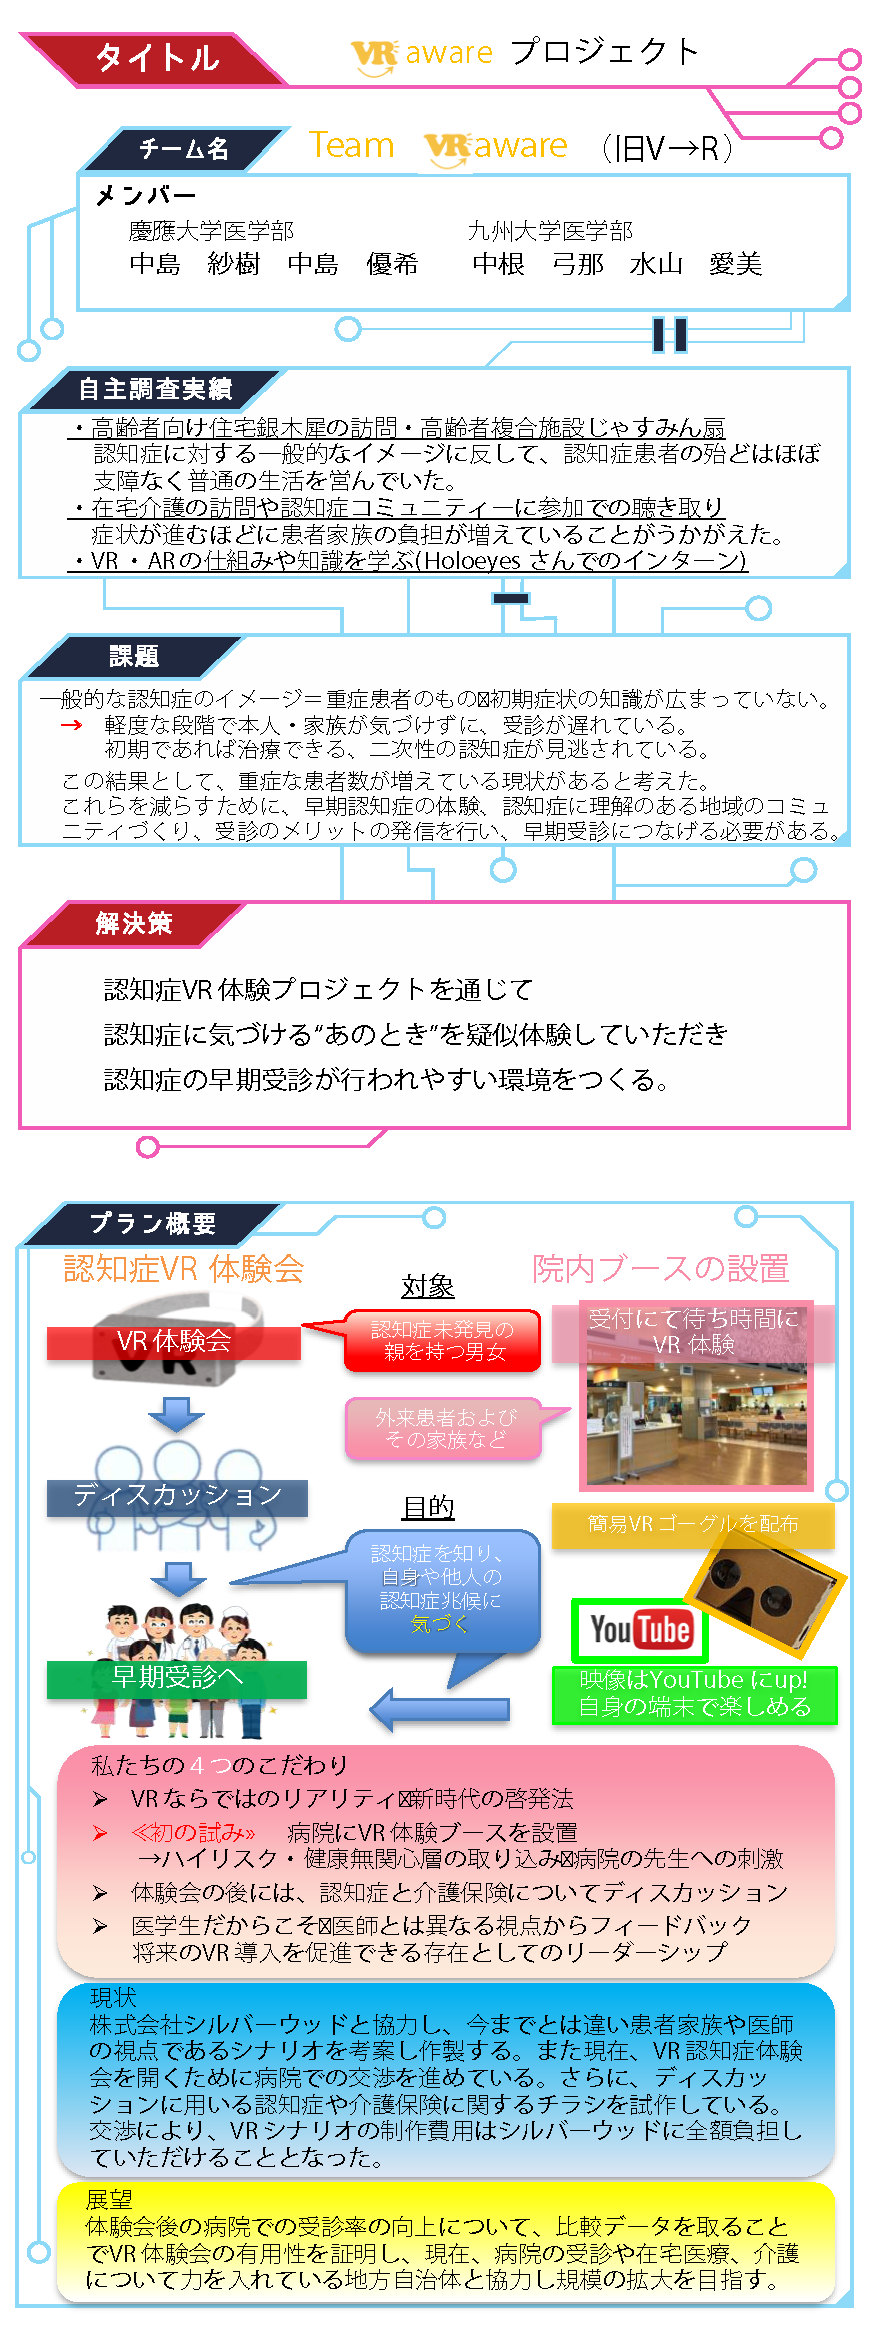 タイトル
VR aware プロジェクト
チーム名
Team VR aware （旧V→R）
メンバー
慶應大学医学部 九州大学医学部
中島 紗樹 中島 優希 中根 弓那 水山 愛美
自主調査実績
・高齢者向け住宅銀木犀の訪問・高齢者複合施設じゃすみん扇
認知症に対する一般的なイメージに反して、認知症患者の殆どはほぼ
支障なく普通の生活を営んでいた。
・在宅介護の訪問や認知症コミュニティーに参加での聴き取り
症状が進むほどに患者家族の負担が増えていることがうかがえた。
・VR・ARの仕組みや知識を学ぶ(Holoeyes さんでのインターン)
課題
一般的な認知症のイメージ＝重症患者のもの 初期症状の知識が広まっていない。
→ 軽度な段階で本人・家族が気づけずに、受診が遅れている。
初期であれば治療できる、二次性の認知症が見逃されている。
この結果として、重症な患者数が増えている現状があると考えた。
これらを減らすために、早期認知症の体験、認知症に理解のある地域のコミュ
ニティづくり、受診のメリットの発信を行い、早期受診につなげる必要がある。
解決策
認知症VR 体験プロジェクトを通じて
認知症に気づける“あのとき”を疑似体験していただき
認知症の早期受診が行われやすい環境をつくる。
プラン概要
認知症VR 体験会
VR 体験会
VR
ディスカッション
早期受診へ
対象
認知症未発見の
親を持つ男女
外来患者および
その家族など
目的
認知症を知り、
自身や他人の
認知症兆候に
気づく
院内ブースの設置
受付にて待ち時間に
VR 体験
簡易VR ゴーグルを配布
YouTube
映像はYouTube にup!
自身の端末で楽しめる
私たちの４つのこだわり
➢ VR ならではのリアリティ 新時代の啓発法
➢ ≪初の試み» 病院にVR 体験ブースを設置
→ハイリスク・健康無関心層の取り込み 病院の先生への刺激
➢ 体験会の後には、認知症と介護保険についてディスカッション
➢ 医学生だからこそ 医師とは異なる視点からフィードバック
将来のVR 導入を促進できる存在としてのリーダーシップ
現状
株式会社シルバーウッドと協力し、今までとは違い患者家族や医師
の視点であるシナリオを考案し作製する。また現在、VR 認知症体験
会を開くために病院での交渉を進めている。さらに、ディスカッ
ションに用いる認知症や介護保険に関するチラシを試作している。
交渉により、VR シナリオの制作費用はシルバーウッドに全額負担し
ていただけることとなった。
展望
体験会後の病院での受診率の向上について、比較データを取ること
でVR 体験会の有用性を証明し、現在、病院の受診や在宅医療、介護
について力を入れている地方自治体と協力し規模の拡大を目指す。